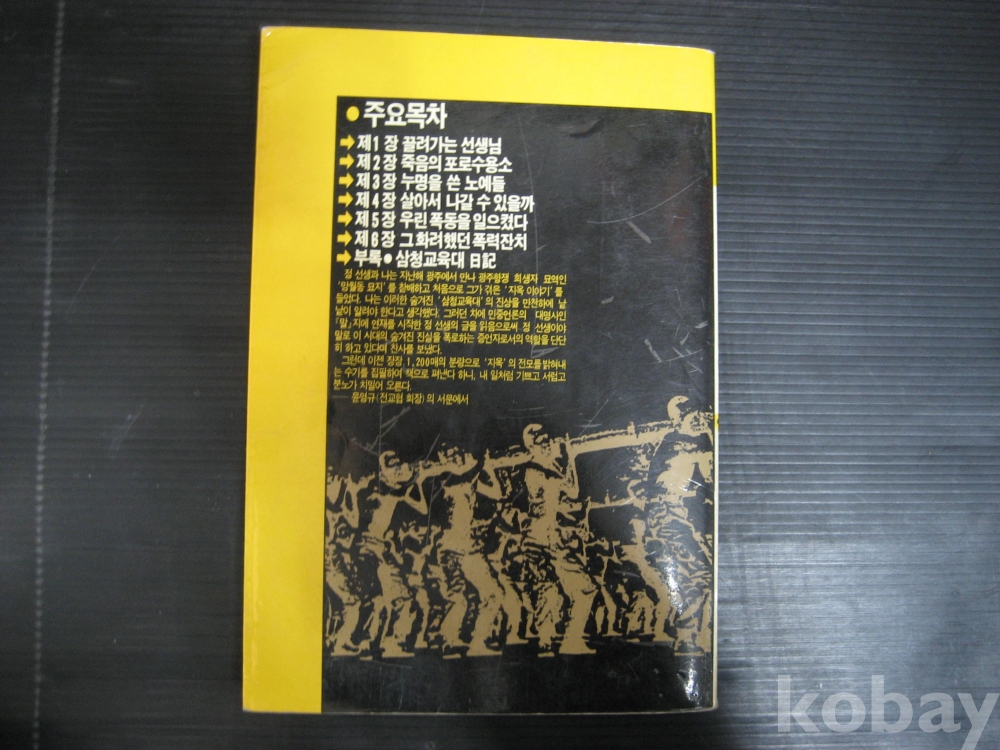 ● 주요목차
➡ 제1장 끌려가는 선생님
➡ 제2장 죽음의 포로수용소
➡ 제3장 누명을 쓴 노예들
➡ 제4장 살아서 나갈 수 있을까
➡ 제5장 우린 폭동을 일으켰다
➡ 제6장 그 화려했던 폭력잔치
➡ 부록 ● 삼청교육대 日記
정 선생과 나는 지난해 광주에서 만나 광주항쟁 희생자 묘역인
'망월동 묘지'를 참배하고 처음으로 그가 겪은 '지옥 이야기'를
들었다. 나는 이러한 숨겨진, '삼청교육대'의 진상을 만천하에 낱
낱이 알려야 한다고 생각했다. 그러던 차에 민중언론의 대명사인
『말』지에 연재를 시작한 정 선생의 글을 읽음으로써, 정 선생이야
말로 이 시대의 숨겨진 진실을 폭로하는 증언자로서의 역할을 단단
히 하고 있다며 찬사를 보냈다.
그런데 이젠 장장 1,200매의 분량으로 '지옥'의 전모를 밝혀내
는 수기를 집필하여 책으로 펴낸다 하니, 내 일처럼 기쁘고 서럽고
분노가 치밀어 오른다.
── 윤영규〈전교협 회장〉의 서문에서
kobay